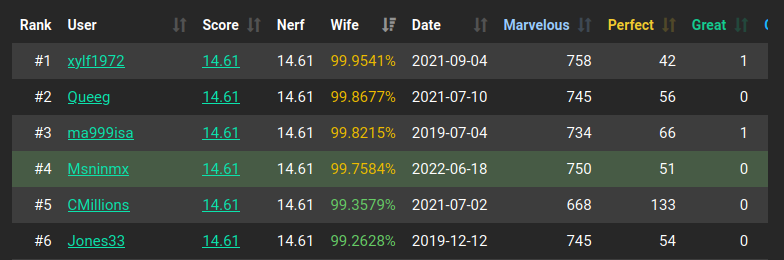 Rank User Score Nerf Wife Date Marvelous Perfect Great
#1 xylf1972 14.61 14.61 99.9541% 2021-09-04 758 42 1
#2 Queeg 14.61 14.61 99.8677% 2021-07-10 745 56 0
#3 ma999isa 14.61 14.61 99.8215% 2019-07-04 734 66 1
#4 Msninmx 14.61 14.61 99.7584% 2022-06-18 750 51 0
#5 CMillions 14.61 14.61 99.3579% 2021-07-02 668 133 0
#6 Jones33 14.61 14.61 99.2628% 2019-12-12 745 54 0